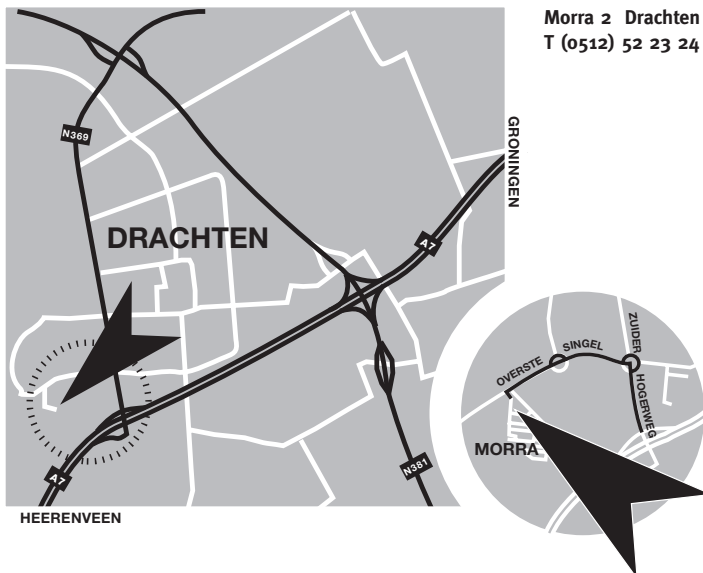 Morra 2 Drachten
T (0512) 52 23 24
N369
GRONINGEN
DRACHTEN
A7
ZUIDER
SINGEL
OVERSTE
HOGERWEG
MORRA
N381
A7
HEERENVEEN